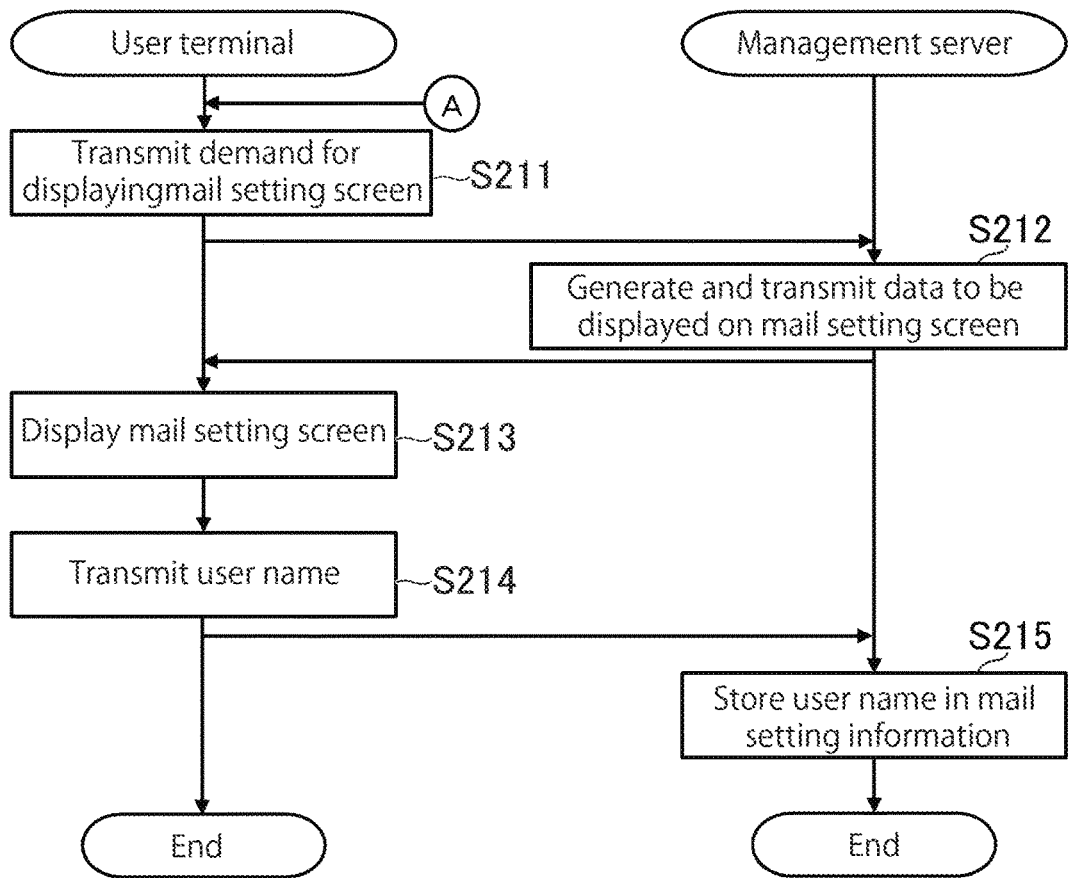 User terminal
Management server
A
Transmit demand for
displayingmail setting screen
S211
S212
Generate and transmit data to be
displayed on mail setting screen
Display mail setting screen
S213
Transmit user name
S214
S215
Store user name in mail
setting information
End
End